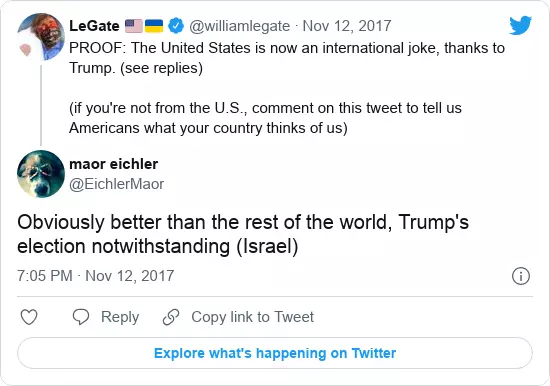 LeGate 🇺🇸🇺🇦 @williamlegate · Nov 12, 2017
PROOF: The United States is now an international joke, thanks to
Trump. (see replies)
(if you're not from the U.S., comment on this tweet to tell us
Americans what your country thinks of us)
maor eichler
@EichlerMaor
Obviously better than the rest of the world, Trump's
election notwithstanding (Israel)
7:05 PM · Nov 12, 2017
Reply
Copy link to Tweet
Explore what's happening on Twitter